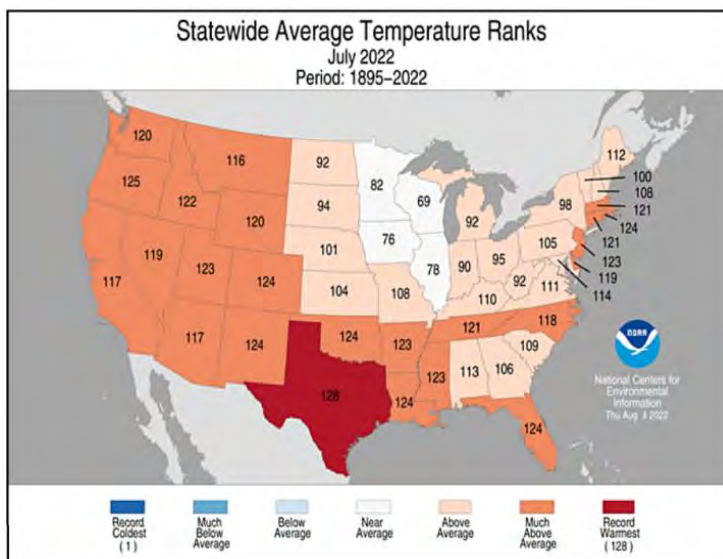 Statewide Average Temperature Ranks
July 2022
Period: 1895–2022
120
116
92
82
69
92
112
100
108
121
124
121
123
119
114
125
122
120
94
98
119
123
124
101
76
78
90
95
105
117
104
108
110
92
111
117
124
124
123
121
118
109
123
113
106
128
124
124
NOAA
National Centers for
Environmental
Information
Thu Aug 4 2022
Record
Coldest
(1)
Much
Below
Average
Below
Average
Near
Average
Above
Average
Much
Above
Average
Record
Warmest
(128)